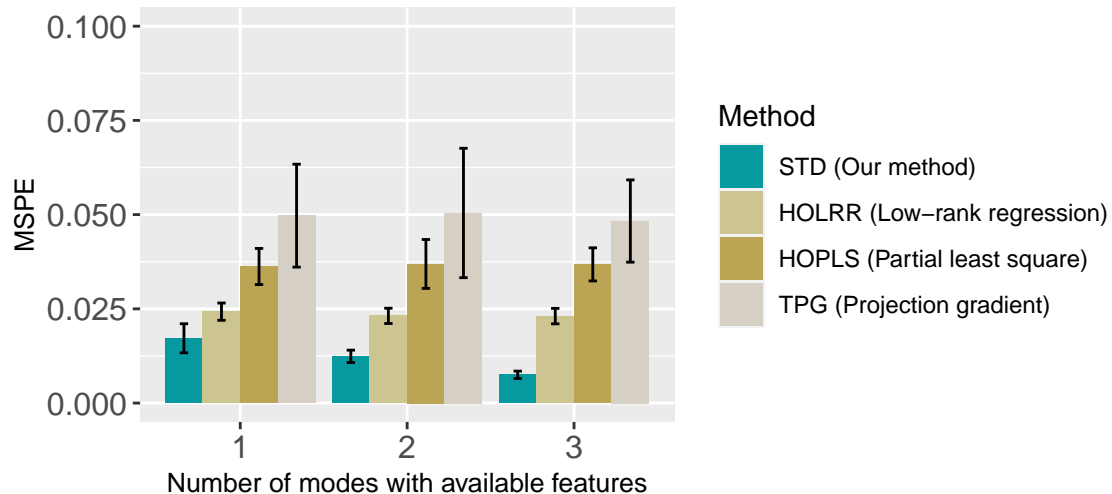 0.100
0.075
0.050
0.025
0.000
MSPE
1
2
3
Number of modes with available features
Method
STD (Our method)
HOLRR (Low−rank regression)
HOPLS (Partial least square)
TPG (Projection gradient)